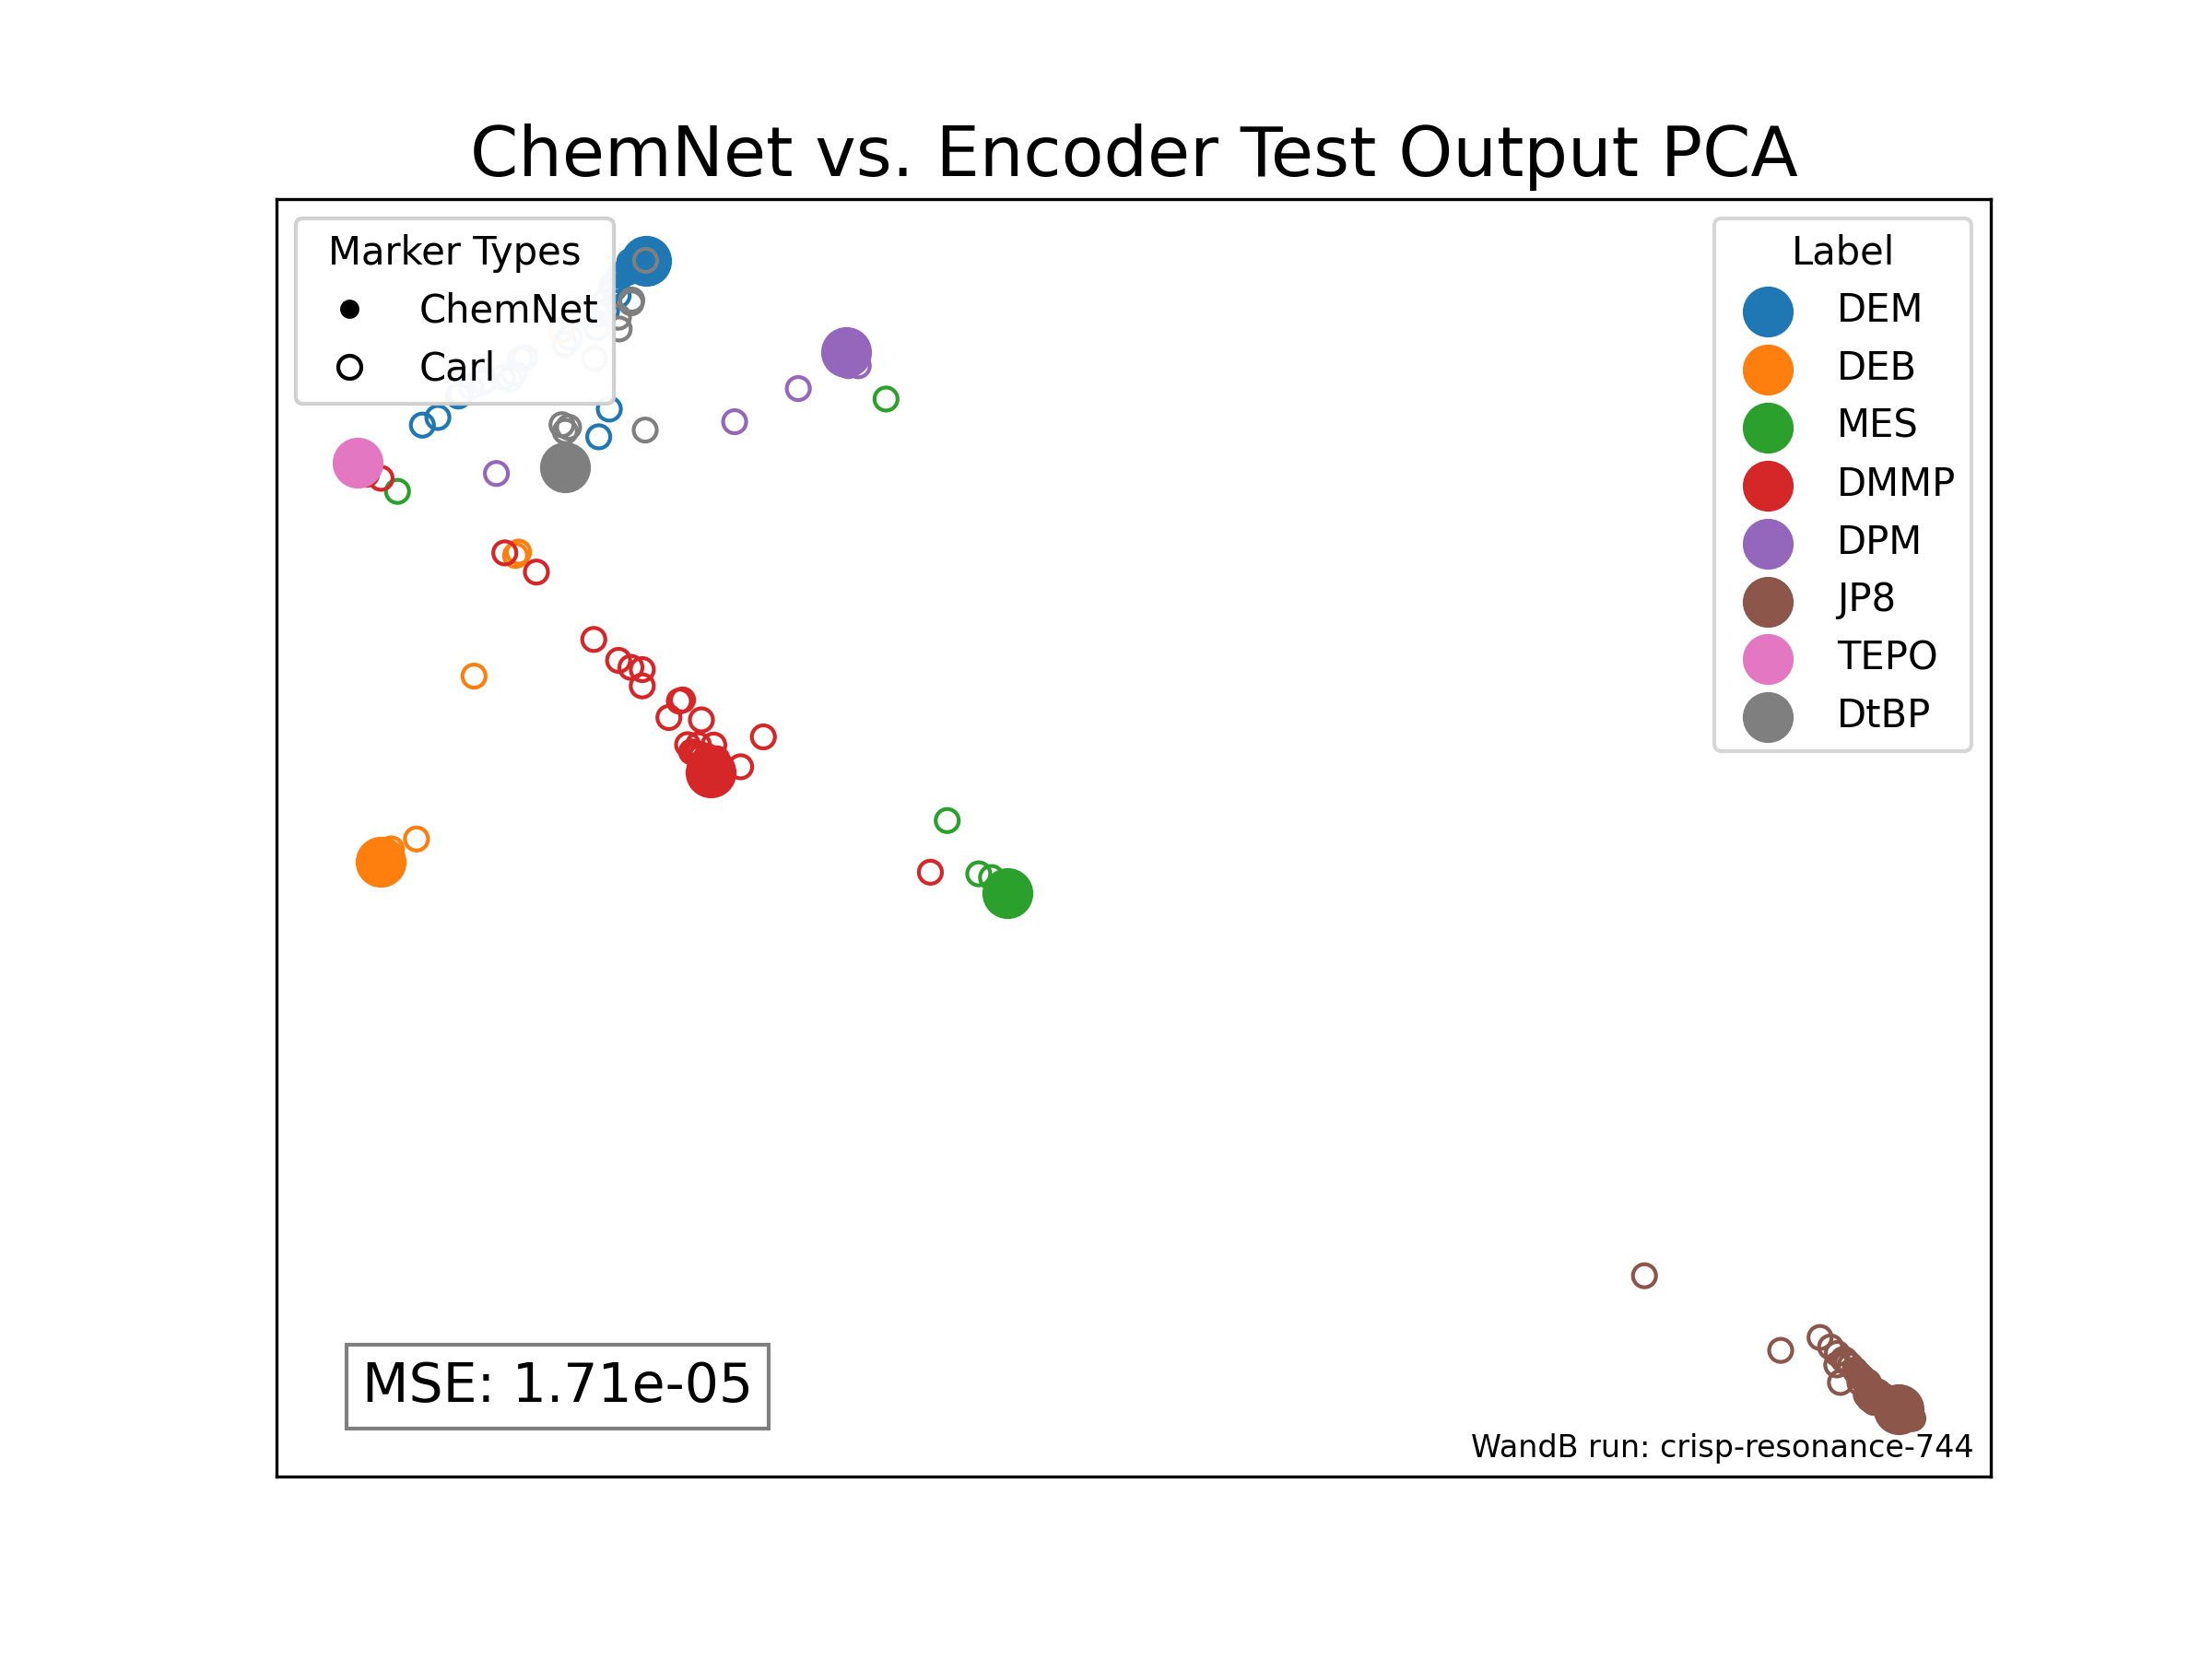 ChemNet vs. Encoder Test Output PCA
Marker Types
ChemNet
Carl
Label
DEM
DEB
MES
DMMP
DPM
JP8
TEPO
DtBP
MSE: 1.71e-05
WandB run: crisp-resonance-744